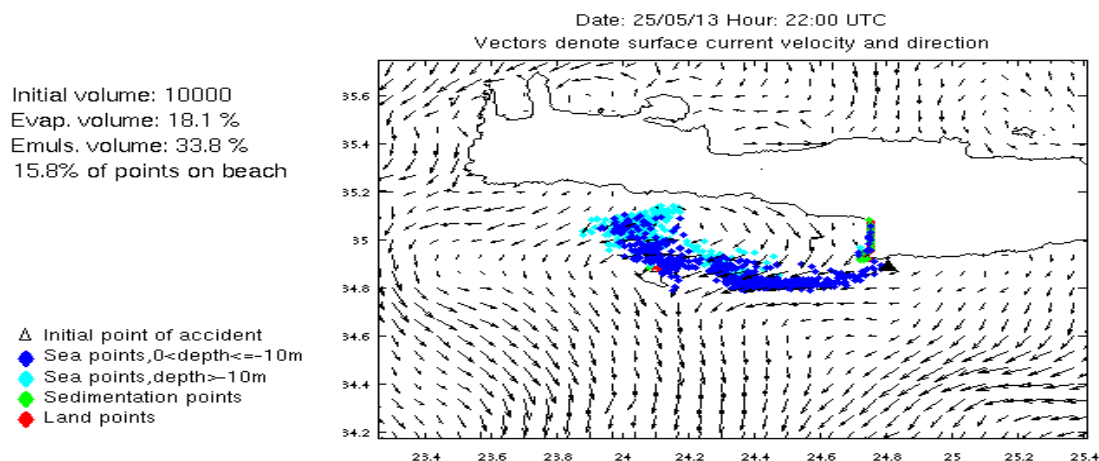 Date: 25/05/13 Hour: 22:00 UTC
Vectors denote surface current velocity and direction
Initial volume: 10000
Evap. volume: 18.1 %
Emuls. volume: 33.8 %
15.8% of points on beach
Initial point of accident
Sea points,0<depth<=-10m
Sea points,depth>-10m
Sedimentation points
Land points
35.6
35.4
35.2
35
34.8
34.6
34.4
34.2
23.4 23.6 23.8 24 24.2 24.4 24.6 24.8 25 25.2 25.4